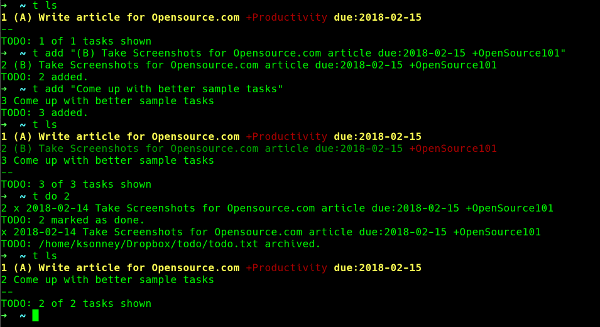 ➜  ~ t ls
1 (A) Write article for Opensource.com +Productivity due:2018-02-15
--
TODO: 1 of 1 tasks shown
➜  ~ t add "(B) Take Screenshots for Opensource.com article due:2018-02-15 +OpenSource101"
2 (B) Take Screenshots for Opensource.com article due:2018-02-15 +OpenSource101
TODO: 2 added.
➜  ~ t add "Come up with better sample tasks"
3 Come up with better sample tasks
TODO: 3 added.
➜  ~ t ls
1 (A) Write article for Opensource.com +Productivity due:2018-02-15
2 (B) Take Screenshots for Opensource.com article due:2018-02-15 +OpenSource101
3 Come up with better sample tasks
--
TODO: 3 of 3 tasks shown
➜  ~ t do 2
2 x 2018-02-14 Take Screenshots for Opensource.com article due:2018-02-15 +OpenSource101
TODO: 2 marked as done.
x 2018-02-14 Take Screenshots for Opensource.com article due:2018-02-15 +OpenSource101
TODO: /home/ksonney/Dropbox/todo/todo.txt archived.
➜  ~ t ls
1 (A) Write article for Opensource.com +Productivity due:2018-02-15
2 Come up with better sample tasks
--
TODO: 2 of 2 tasks shown
➜  ~